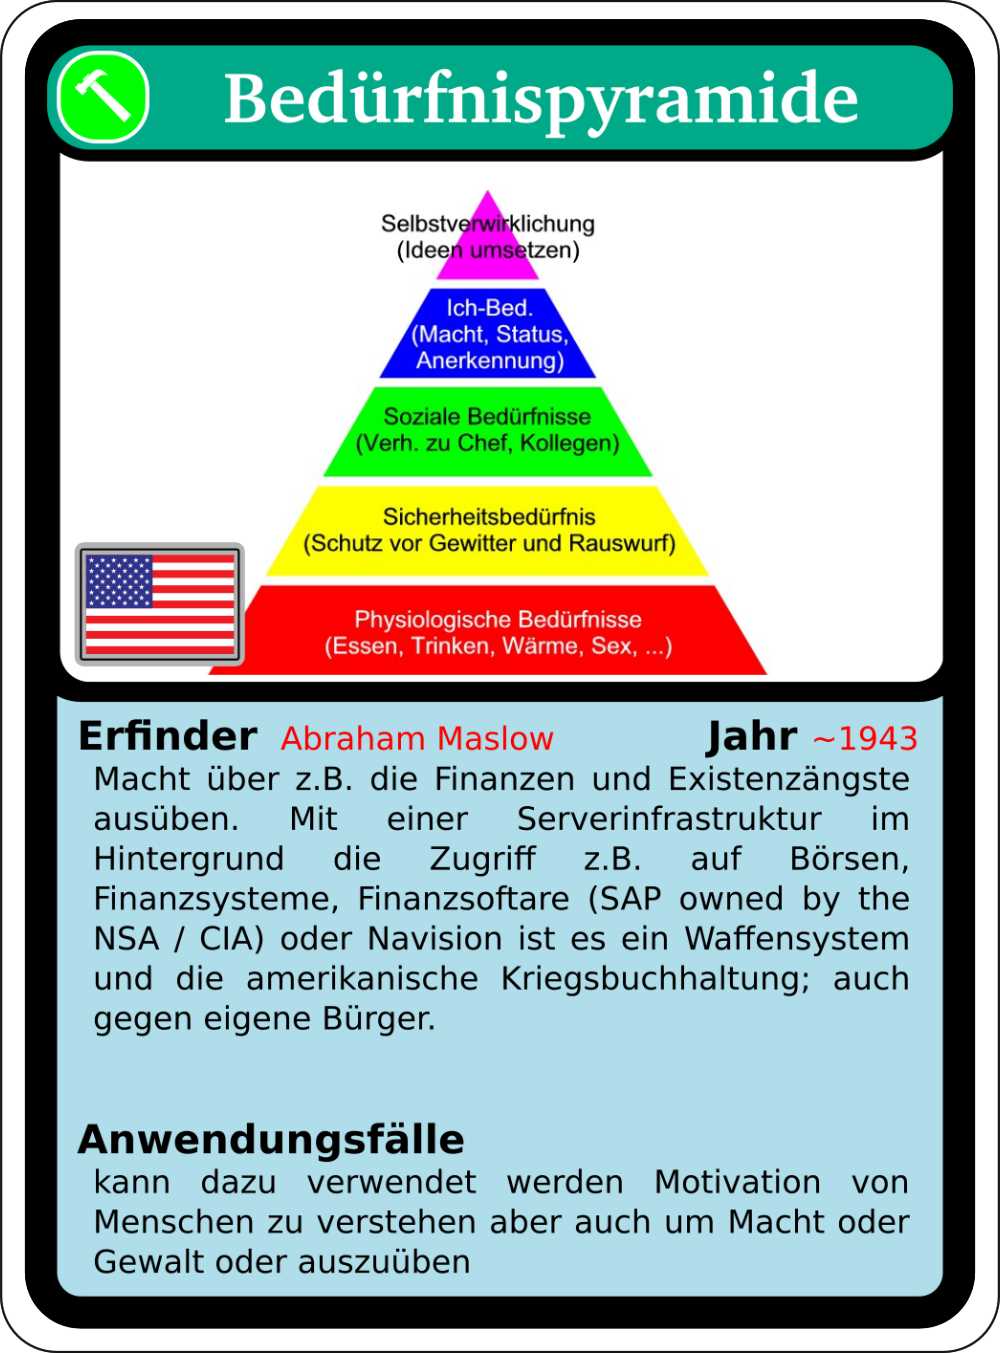 Bedürfnispyramide
Selbstverwirklichung
(Ideen umsetzen)
Ich-Bed.
(Macht, Status,
Anerkennung)
Soziale Bedürfnisse
(Verh. zu Chef, Kollegen)
Sicherheitsbedürfnis
(Schutz vor Gewitter und Rauswurf)
Physiologische Bedürfnisse
(Essen, Trinken, Wärme, Sex, ...)
Erfinder Abraham Maslow Jahr ~1943
Macht über z.B. die Finanzen und Existenzängste
ausüben. Mit einer Serverinfrastruktur im
Hintergrund die Zugriff z.B. auf Börsen,
Finanzsysteme, Finanzsoftare (SAP owned by the
NSA / CIA) oder Navision ist es ein Waffensystem
und die amerikanische Kriegsbuchhaltung; auch
gegen eigene Bürger.
Anwendungsfälle
kann dazu verwendet werden Motivation von
Menschen zu verstehen aber auch um Macht oder
Gewalt oder auszuüben